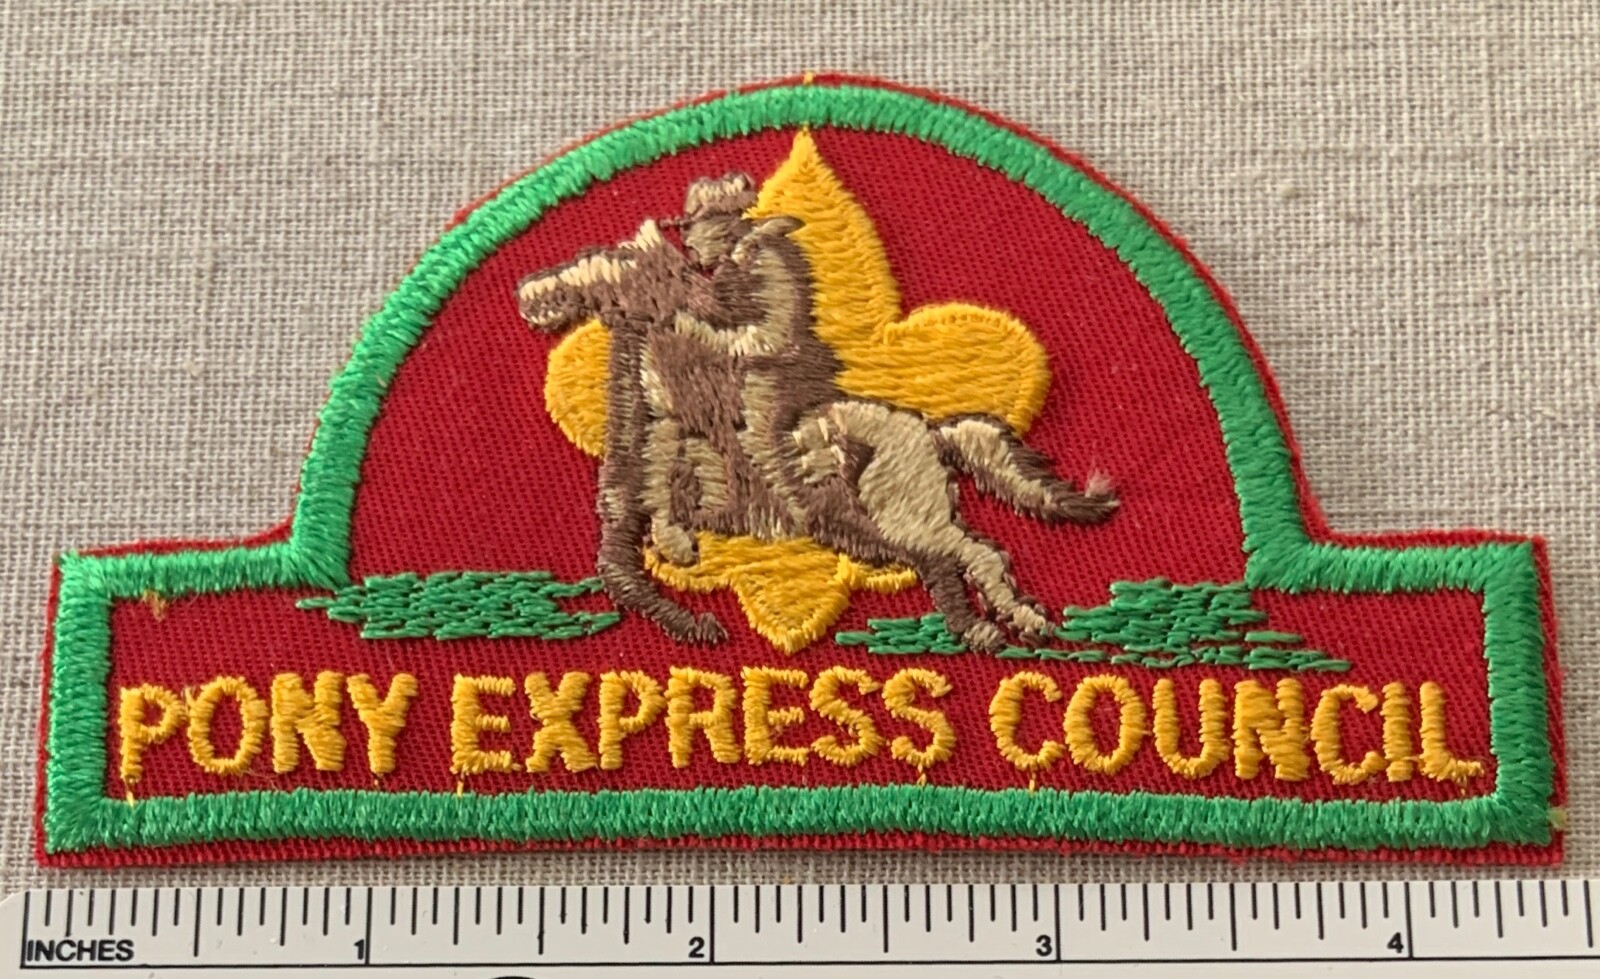 PONY EXPRESS COUNCIL
INCHES 1 2 3 4